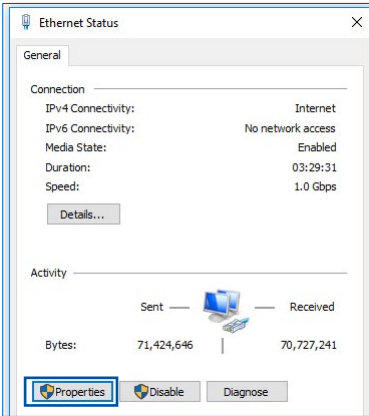 Ethernet Status
General
Connection
IPv4 Connectivity: Internet
IPv6 Connectivity: No network access
Media State: Enabled
Duration: 03:29:31
Speed: 1.0 Gbps
Details...
Activity
Sent Received
Bytes: 71,424,646 70,727,241
Properties Disable Diagnose